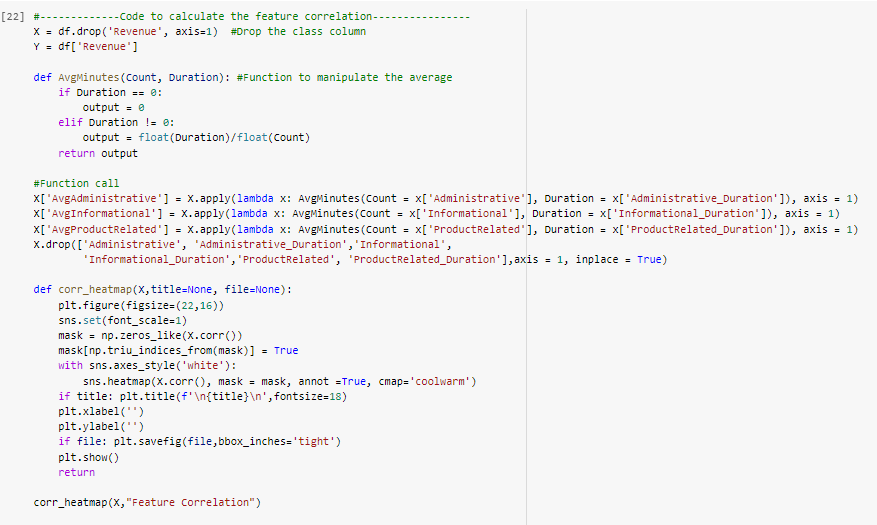 [22] #-------------Code to calculate the feature correlation----------------
X = df.drop('Revenue', axis=1)  #Drop the class column
Y = df['Revenue']
def AvgMinutes(Count, Duration): #Function to manipulate the average
    if Duration == 0:
        output = 0
    elif Duration != 0:
        output = float(Duration)/float(Count)
    return output
#Function call
X['AvgAdministrative'] = X.apply(lambda x: AvgMinutes(Count = x['Administrative'], Duration = x['Administrative_Duration']), axis = 1)
X['AvgInformational'] = X.apply(lambda x: AvgMinutes(Count = x['Informational'], Duration = x['Informational_Duration']), axis = 1)
X['AvgProductRelated'] = X.apply(lambda x: AvgMinutes(Count = x['ProductRelated'], Duration = x['ProductRelated_Duration']), axis = 1)
X.drop(['Administrative', 'Administrative_Duration','Informational',
        'Informational_Duration','ProductRelated', 'ProductRelated_Duration'],axis = 1, inplace = True)
def corr_heatmap(X,title=None, file=None):
    plt.figure(figsize=(22,16))
    sns.set(font_scale=1)
    mask = np.zeros_like(X.corr())
    mask[np.triu_indices_from(mask)] = True
    with sns.axes_style('white'):
        sns.heatmap(X.corr(), mask = mask, annot =True, cmap='coolwarm')
    if title: plt.title(f'\n{title}\n',fontsize=18)
    plt.xlabel('')
    plt.ylabel('')
    if file: plt.savefig(file,bbox_inches='tight')
    plt.show()
    return
corr_heatmap(X,"Feature Correlation")